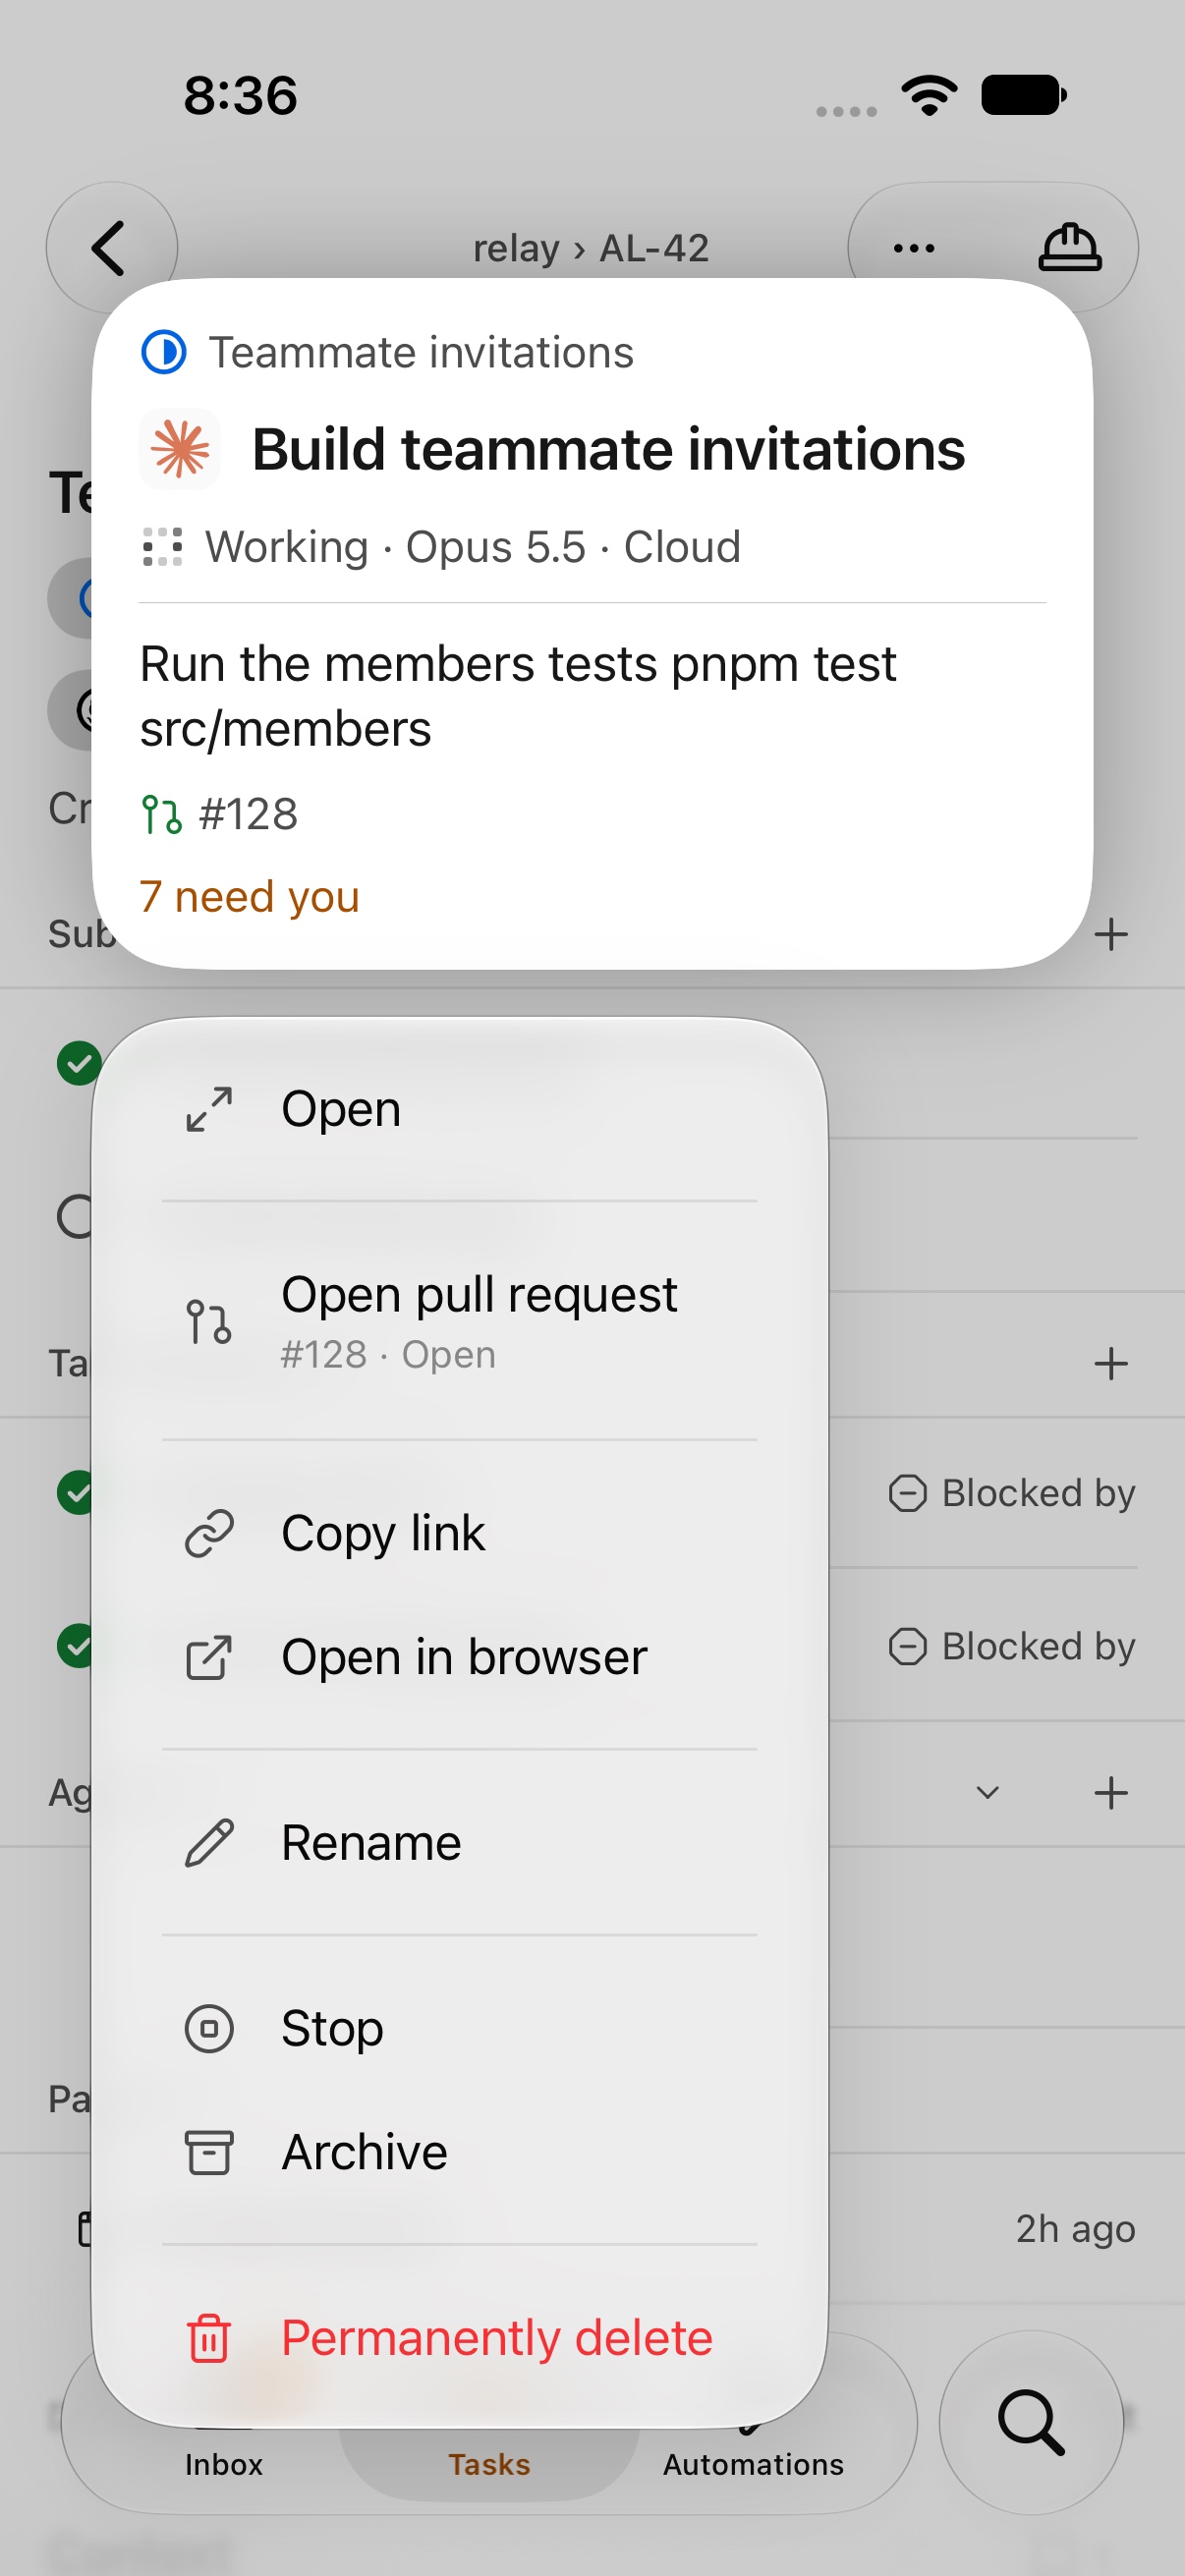 8:36
relay › AL-42
Teammate invitations
Build teammate invitations
Working · Opus 5.5 · Cloud
Run the members tests pnpm test
src/members
#128
7 need you
Open
Open pull request
#128 · Open
Blocked by
Copy link
Open in browser
Blocked by
Rename
Stop
Archive
2h ago
Permanently delete
Inbox
Tasks
Automations
Context